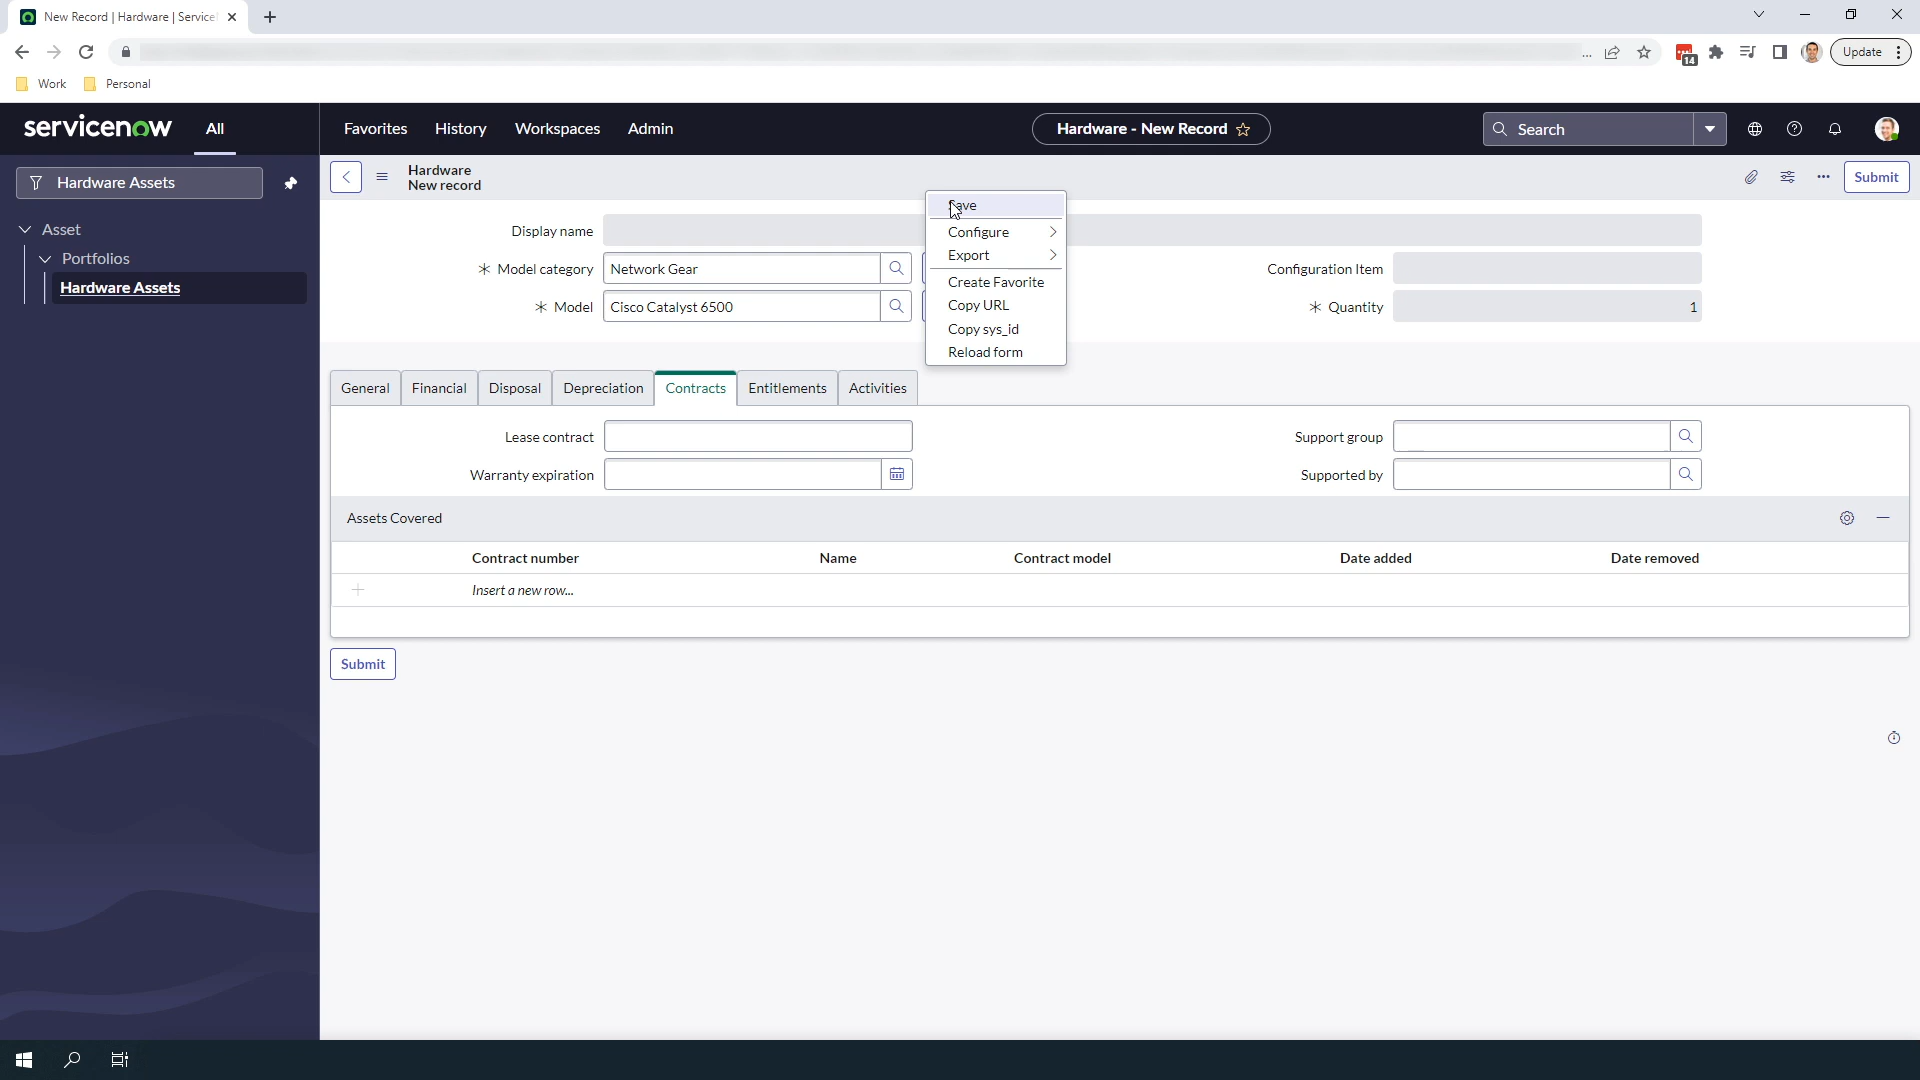 New Record | Hardware | Service
14
Update
Work
Personal
servicenow
All
Favorites
History
Workspaces
Admin
Hardware - New Record
Search
Hardware Assets
Hardware
New record
Submit
Asset
Portfolios
Hardware Assets
Save
Configure
Export
Create Favorite
Copy URL
Copy sys_id
Reload form
Display name
* Model category Network Gear
Configuration Item
* Model Cisco Catalyst 6500
* Quantity 1
General
Financial
Disposal
Depreciation
Contracts
Entitlements
Activities
Lease contract
Support group
Warranty expiration
Supported by
Assets Covered
Contract number
Name
Contract model
Date added
Date removed
Insert a new row...
Submit